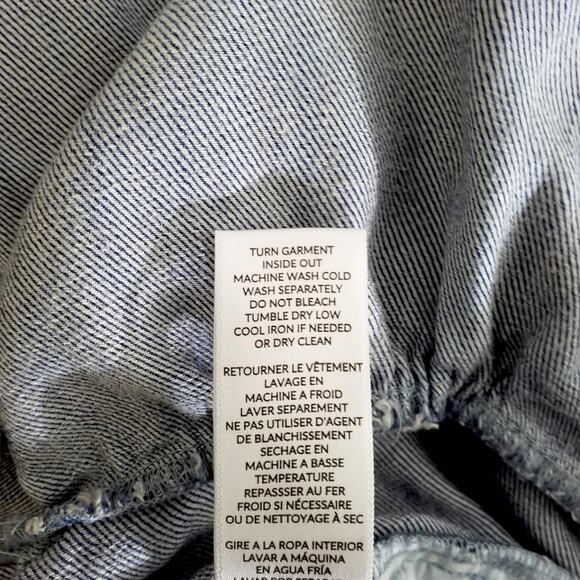 TURN GARMENT
INSIDE OUT
MACHINE WASH COLD
WASH SEPARATELY
DO NOT BLEACH
TUMBLE DRY LOW
COOL IRON IF NEEDED
OR DRY CLEAN
RETOURNER LE VÊTEMENT
LAVAGE EN
MACHINE A FROID
LAVER SEPAREMENT
NE PAS UTILISER D'AGENT
DE BLANCHISSEMENT
SECHAGE EN
MACHINE A BASSE
TEMPERATURE
REPASSSER AU FER
FROID SI NÉCESSAIRE
OU DE NETTOYAGE À SEC
GIRE A LA ROPA INTERIOR
LAVAR A MÁQUINA
EN AGUA FRÍA
LAVAR POR